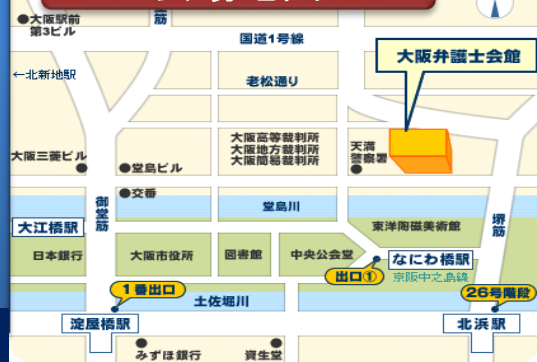 ●大阪駅前
第3ビル
筋
国道1号線
大阪弁護士会館
←北新地駅
老松通り
大阪高等裁判所
大阪地方裁判所
大阪簡易裁判所
天満
警察署
大阪三菱ビル
●堂島ビル
●交番
御堂筋
堂島川
堺筋
大江橋駅
東洋陶磁美術館
日本銀行
大阪市役所
図書館
中央公会堂
なにわ橋駅
出口①
京阪中之島線
1番出口
土佐堀川
26号階段
淀屋橋駅
北浜駅
みずほ銀行
資生堂